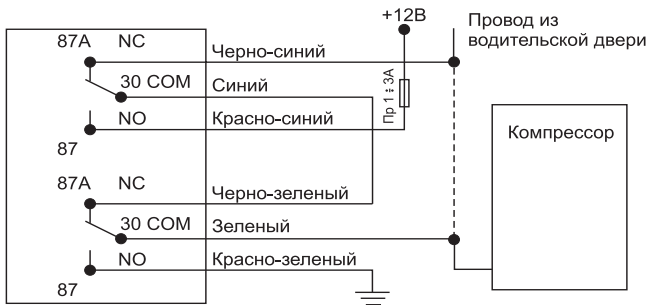 +12В
Провод из
водительской двери
87A NC
Черно-синий
30 COM
Синий
Пр 1÷3А
NO
Красно-синий
87
Компрессор
87A NC
Черно-зеленый
30 COM
Зеленый
NO
Красно-зеленый
87